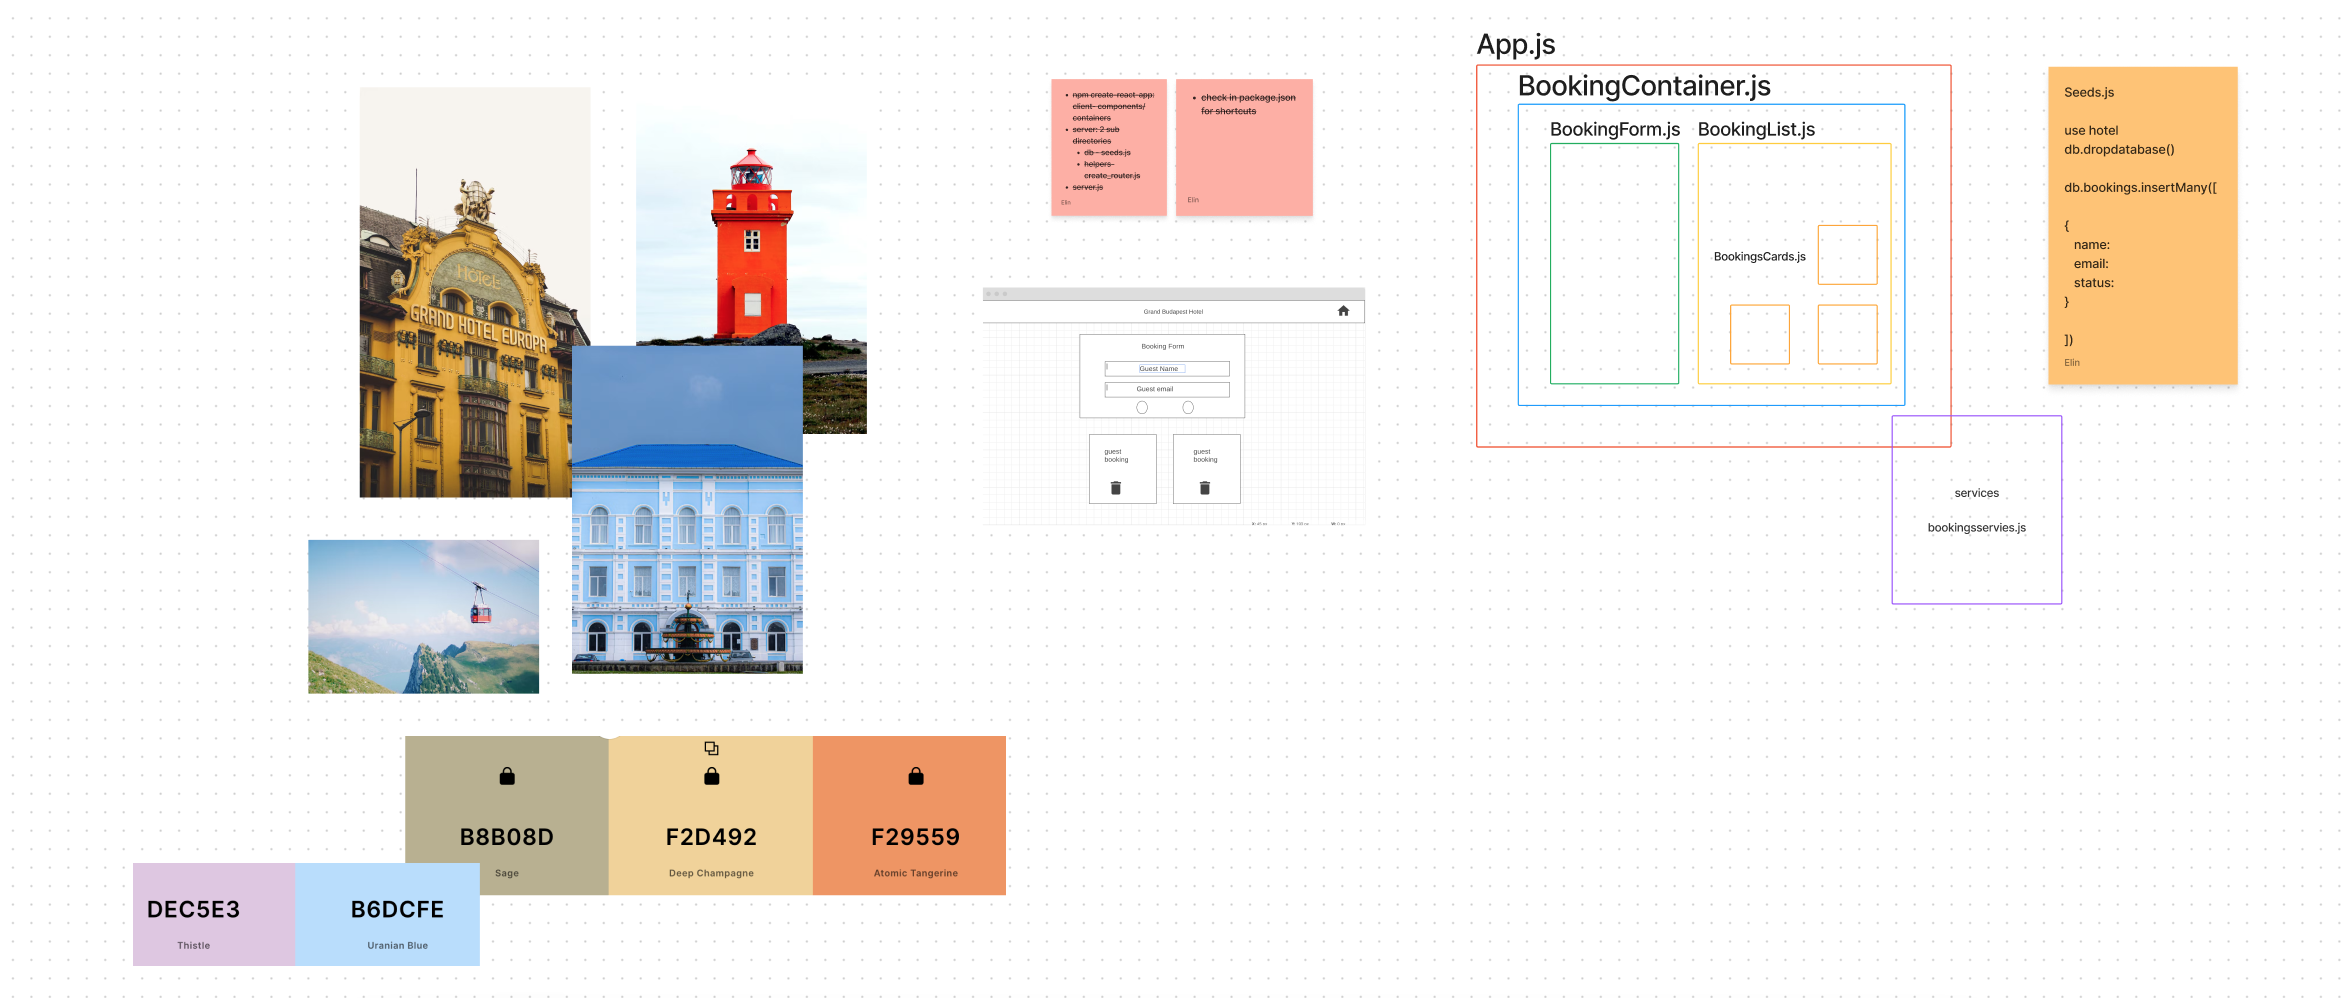 HOTEL
GRAND HOTEL EUROPA
npm create-react-app:
client- components/
containers
server: 2 sub
directories
db - seeds.js
helpers-
create_router.js
server.js
Elin
check in package.json
for shortcuts
Elin
Grand Budapest Hotel
Booking Form
Guest Name
Guest email
guest
booking
guest
booking
App.js
BookingContainer.js
BookingForm.js
BookingList.js
BookingsCards.js
services
bookingsservies.js
Seeds.js
use hotel
db.dropdatabase()
db.bookings.insertMany([
{
name:
email:
status:
}
])
Elin
B8B08D
Sage
F2D492
Deep Champagne
F29559
Atomic Tangerine
DEC5E3
Thistle
B6DCFE
Uranian Blue